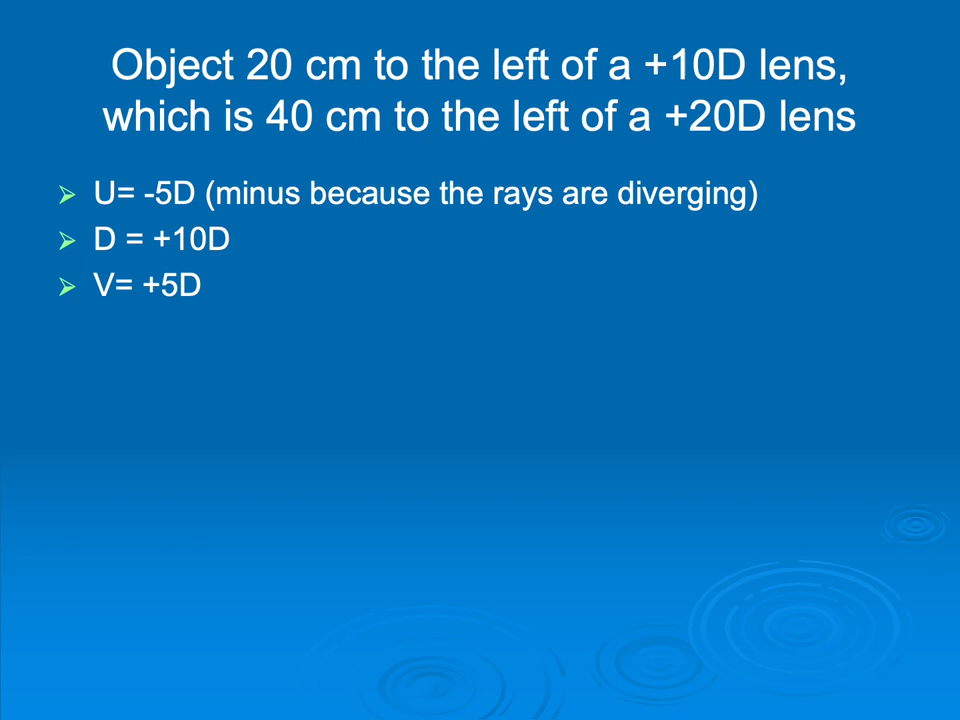 Object 20 cm to the left of a +10D lens,
which is 40 cm to the left of a +20D lens
U= -5D (minus because the rays are diverging)
D = +10D
V= +5D